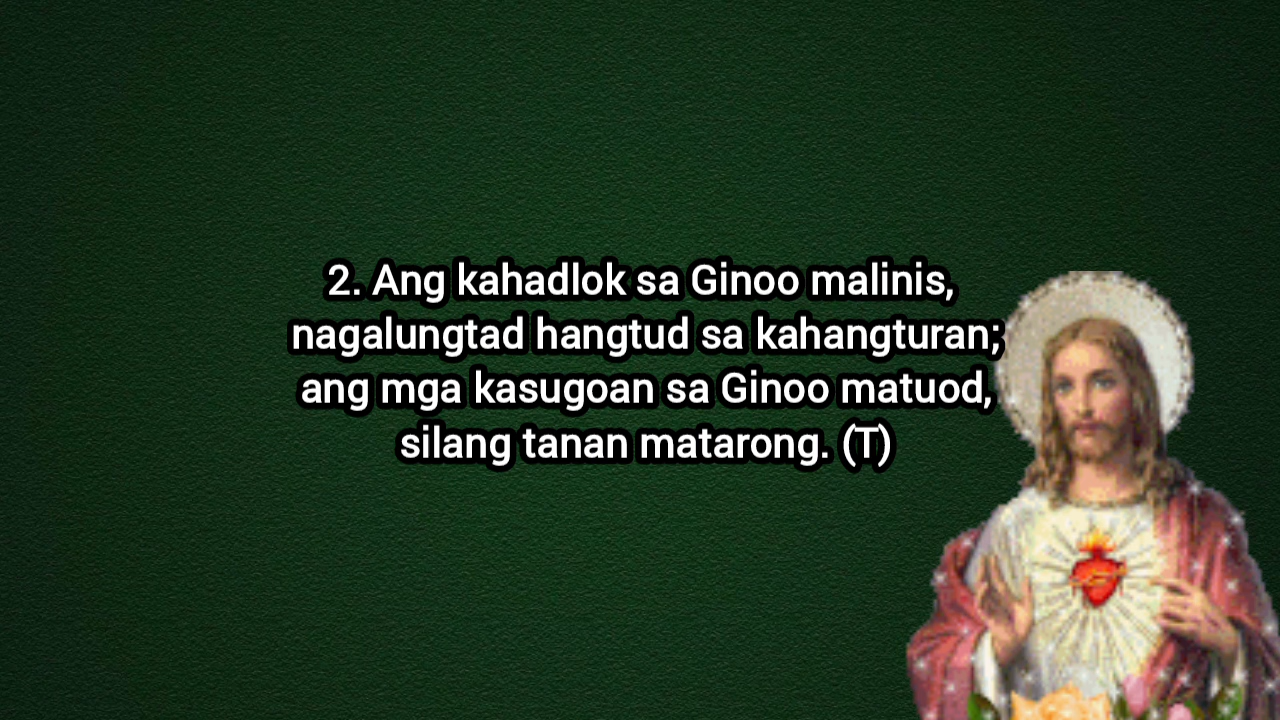 2. Ang kahadlok sa Ginoo malinis,
nagalungtad hangtud sa kahangturan;
ang mga kasugoan sa Ginoo matuod,
silang tanan matarong. (T)